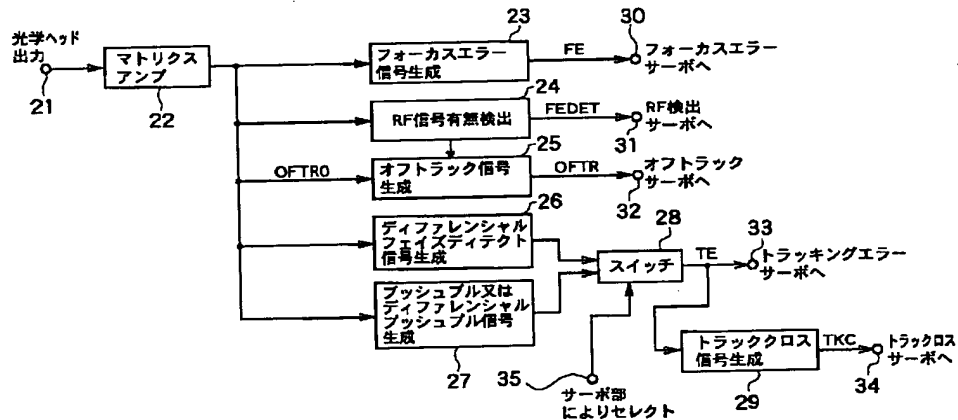 光学ヘッド
出力
21
マトリクス
アンプ
22
23
フォーカスエラー
信号生成
FE
30
フォーカスエラー
サーボへ
24
RF信号有無検出
FEDET
RF検出
サーボへ
31
25
OFTRO
オフトラック信号
生成
OFTR
オフトラック
サーボへ
32
26
ディファレンシャル
フェイズディテクト
信号生成
28
スイッチ
TE
33
トラッキングエラー
サーボへ
プッシュプル又は
ディファレンシャル
プッシュプル信号
生成
27
35
サーボ部
によりセレクト
トラッククロス
信号生成
29
TKC
トラックロス
サーボへ
34